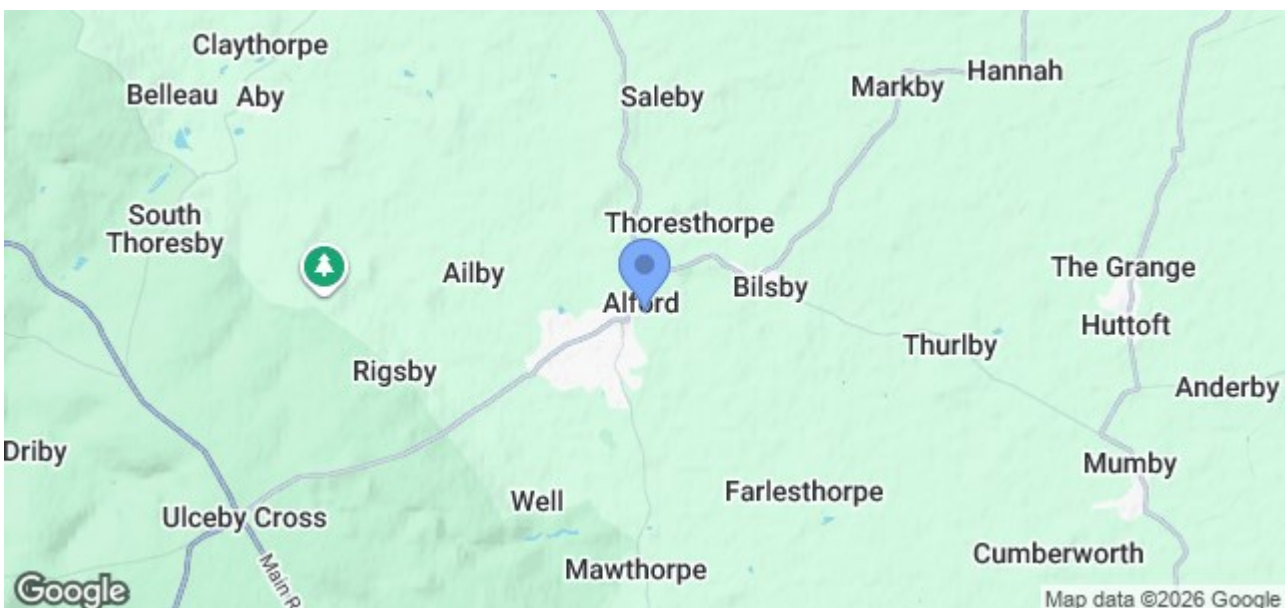 Claythorpe
Hannah
Belleau
Aby
Saleby
Markby
South
Thoresby
Thoresthorpe
Ailby
Alford
Bilsby
The Grange
Huttoft
Thurlby
Rigsby
Anderby
Driby
Mumby
Well
Farlesthorpe
Ulceby Cross
Main R
Mawthorpe
Cumberworth
Google
Map data ©2026 Google